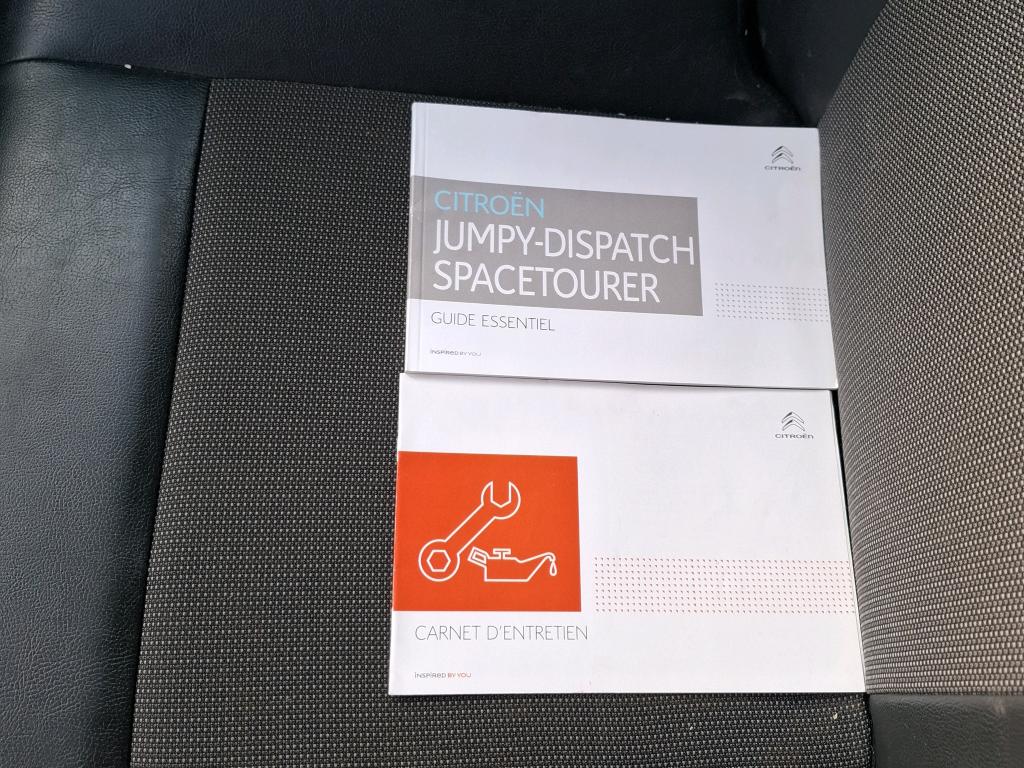 CITROËN
CITROËN
JUMPY-DISPATCH
SPACETOURER
GUIDE ESSENTIEL
INSPIRED BY YOU
CITROËN
CARNET D'ENTRETIEN
INSPIRED BY YOU